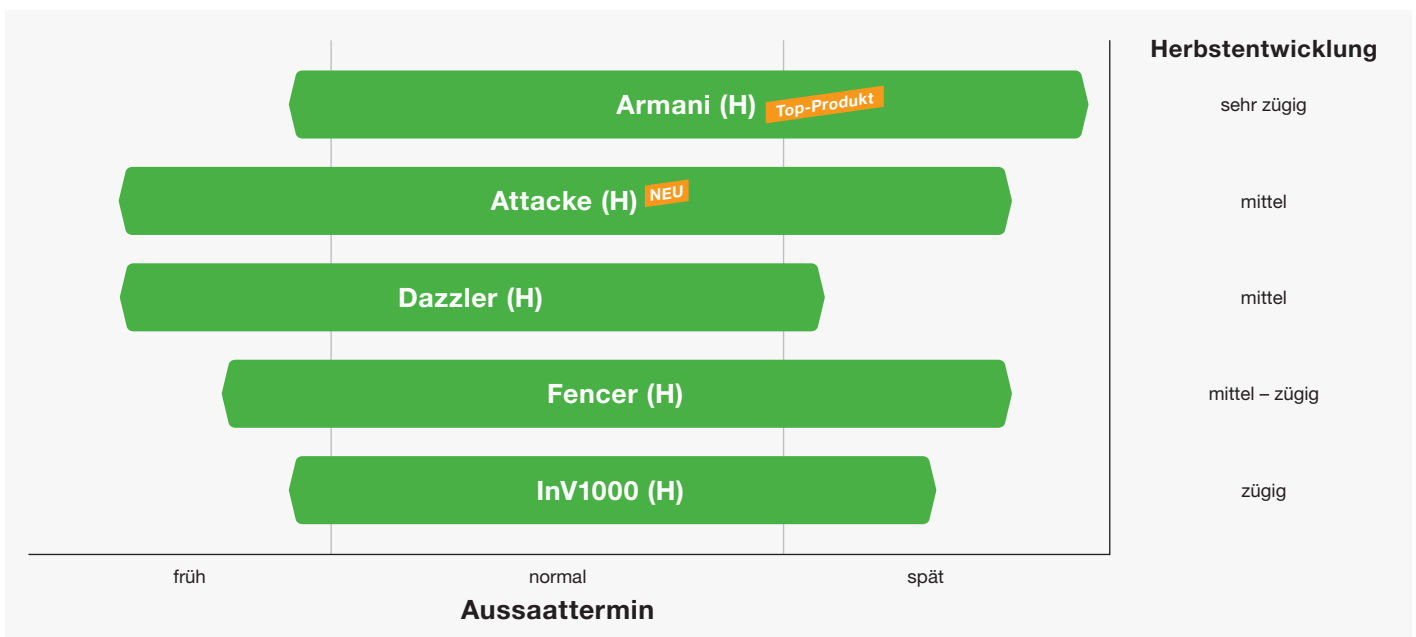 Herbstentwicklung
Armani (H) Top-Produkt sehr zügig
Attacke (H) NEU mittel
Dazzler (H) mittel
Fencer (H) mittel – zügig
InV1000 (H) zügig
früh normal spät
Aussaattermin